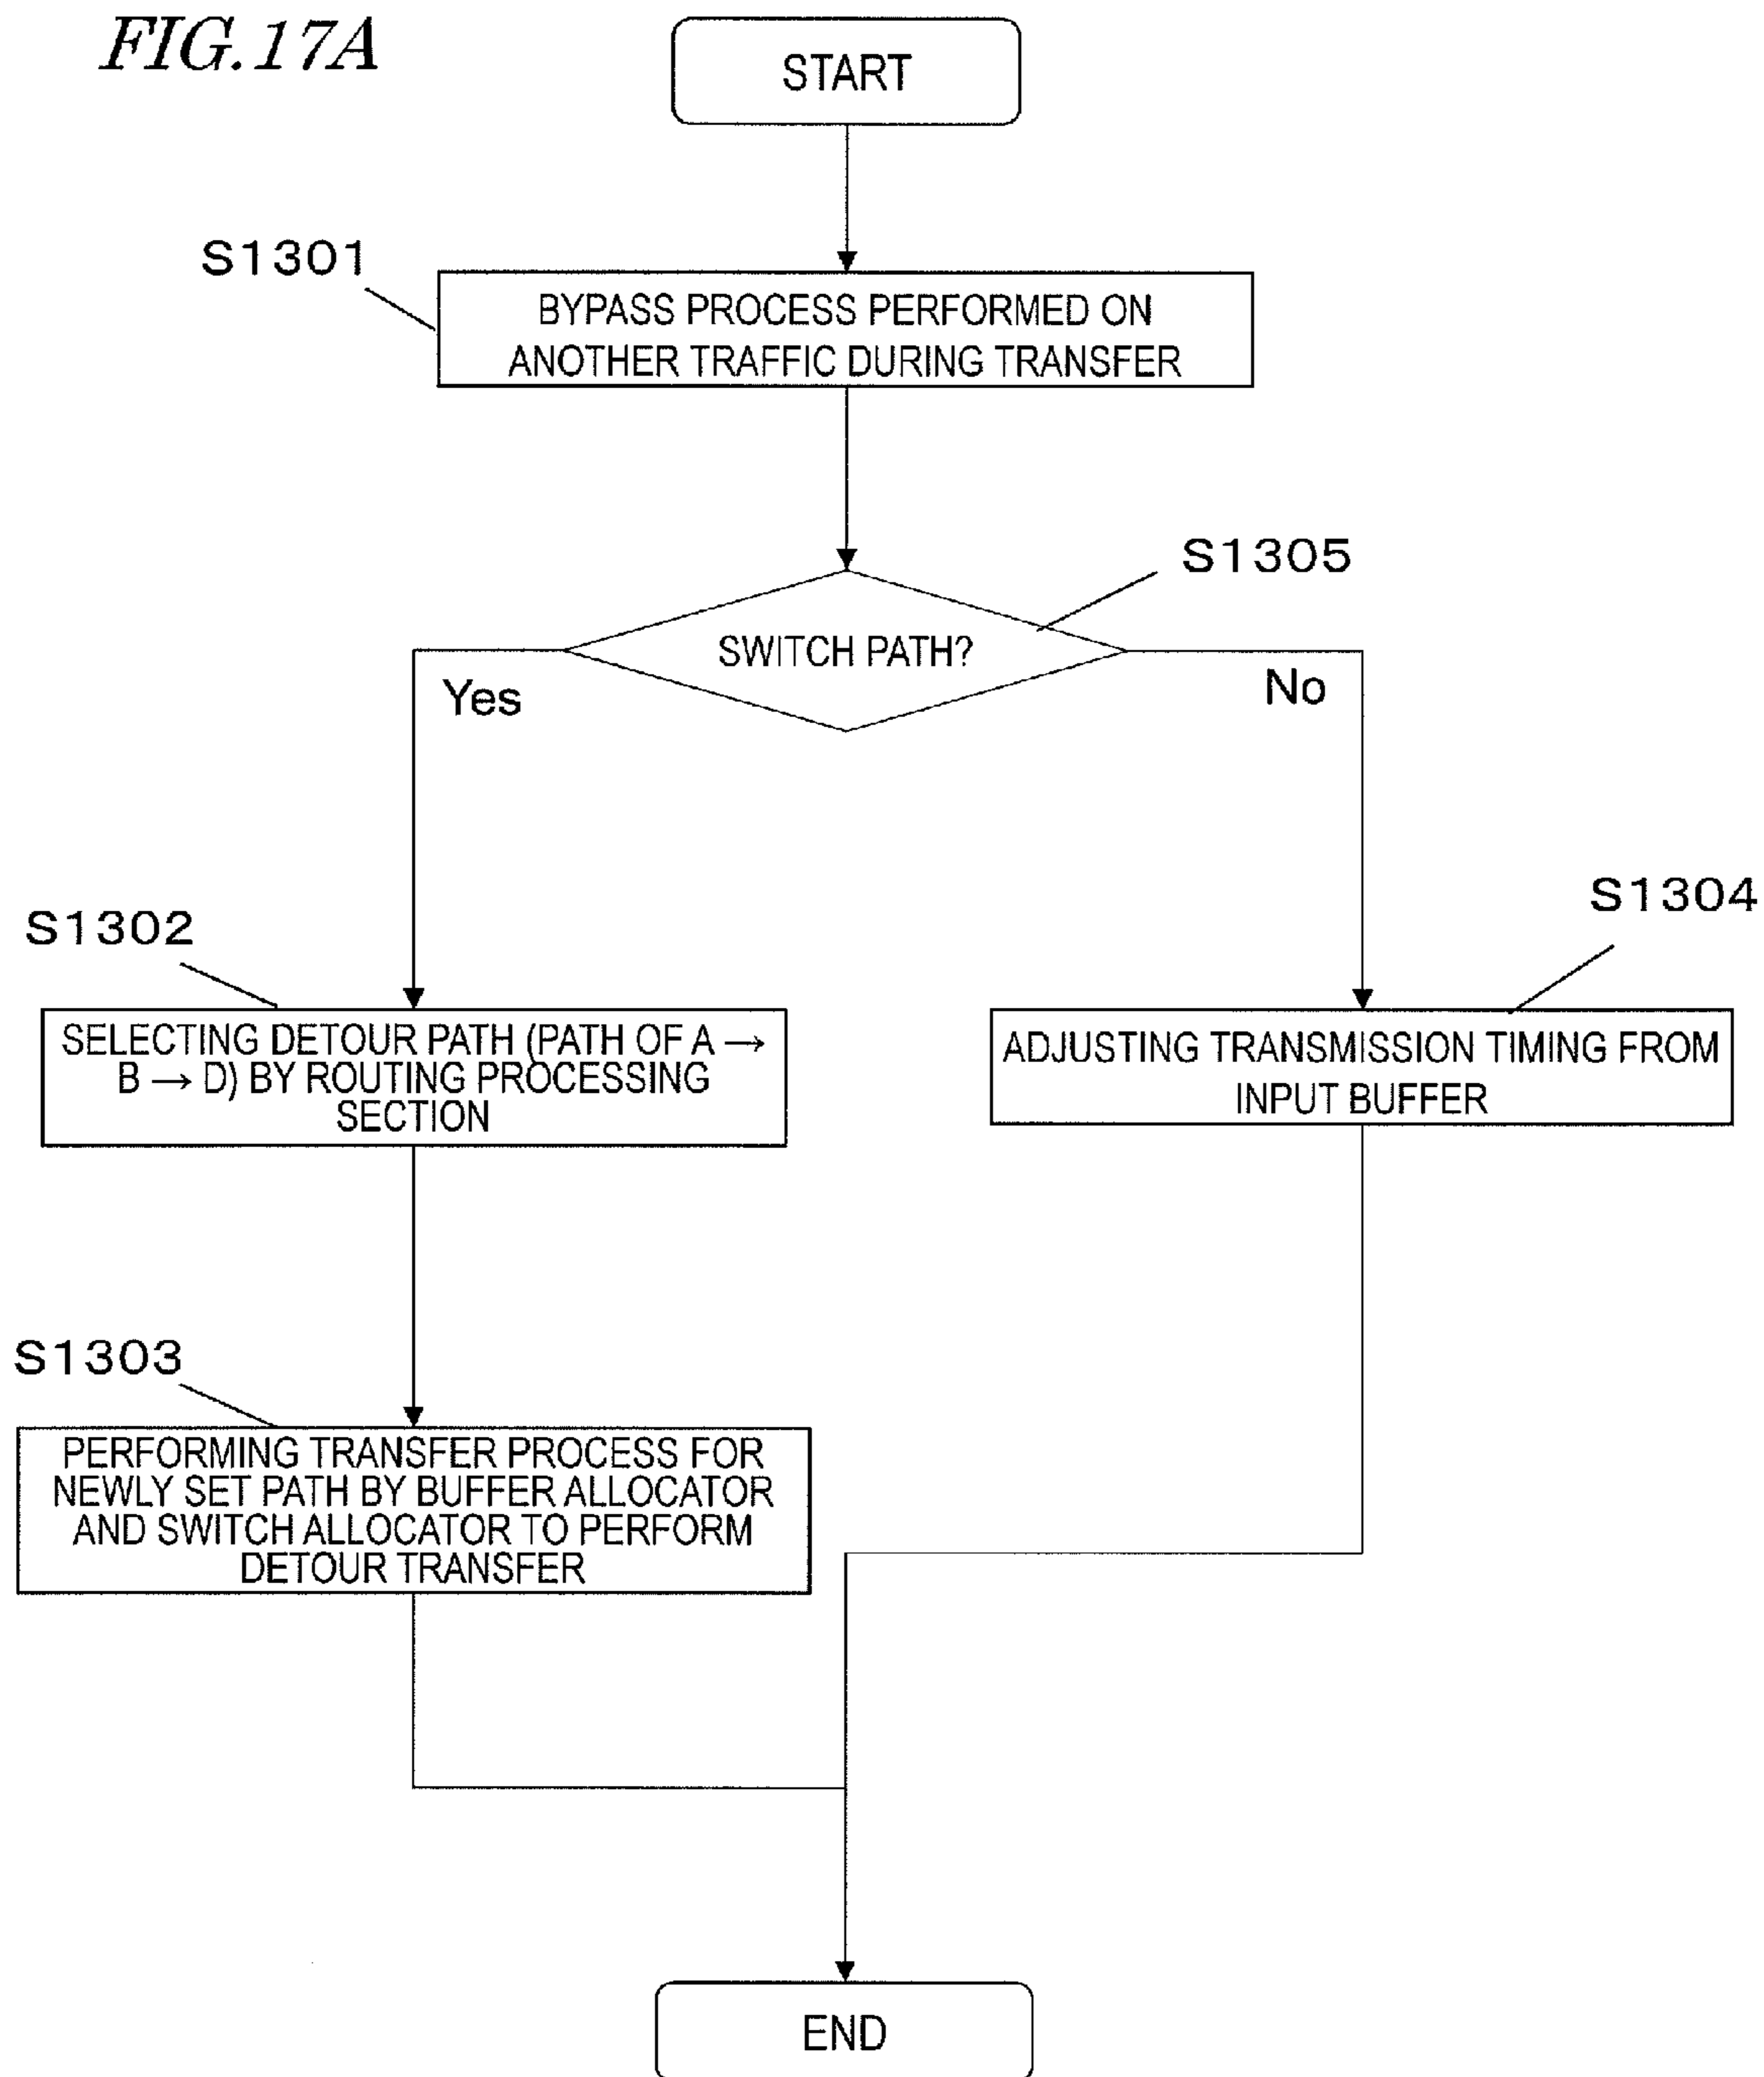 FIG.17A
START
S1301
BYPASS PROCESS PERFORMED ON
ANOTHER TRAFFIC DURING TRANSFER
S1305
SWITCH PATH?
Yes
No
S1302
SELECTING DETOUR PATH (PATH OF A →
B → D) BY ROUTING PROCESSING
SECTION
S1304
ADJUSTING TRANSMISSION TIMING FROM
INPUT BUFFER
S1303
PERFORMING TRANSFER PROCESS FOR
NEWLY SET PATH BY BUFFER ALLOCATOR
AND SWITCH ALLOCATOR TO PERFORM
DETOUR TRANSFER
END